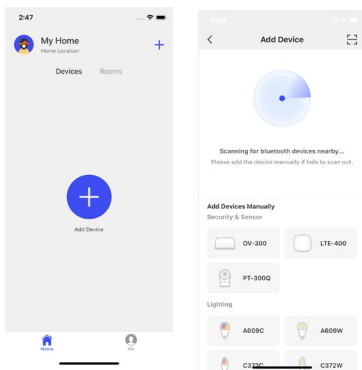 2:47
My Home
Home Location
Devices Rooms
Add Device
Home
Me
Add Device
Scanning for bluetooth devices nearby...
Please add the device manually if fails to scan out.
Add Devices Manually
Security & Sensor
OV-300
LTE-400
PT-300Q
Lighting
A609C
A609W
C372C
C372W